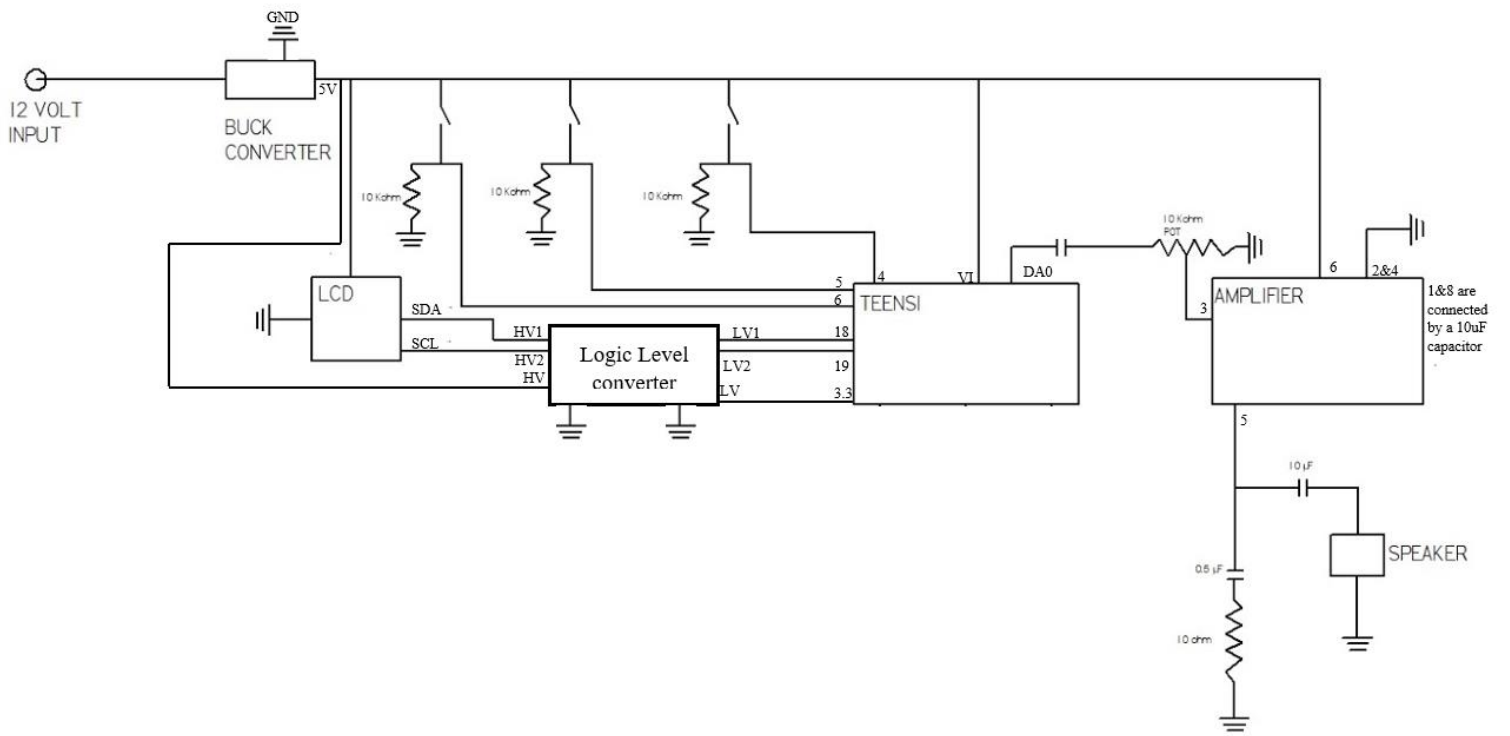 GND
12 VOLT
INPUT
5V
BUCK
CONVERTER
10 Kohm
10 Kohm
10 Kohm
10 Kohm
POT
LCD
SDA
SCL
HV1
HV2
HV
Logic Level
converter
LV1
LV2
LV
5
4
6
VI
DA0
TEENSI
18
19
3.3
6
2&4
AMPLIFIER
3
1&8 are
connected
by a 10uF
capacitor
5
10 µF
SPEAKER
0.5 µF
10 ohm